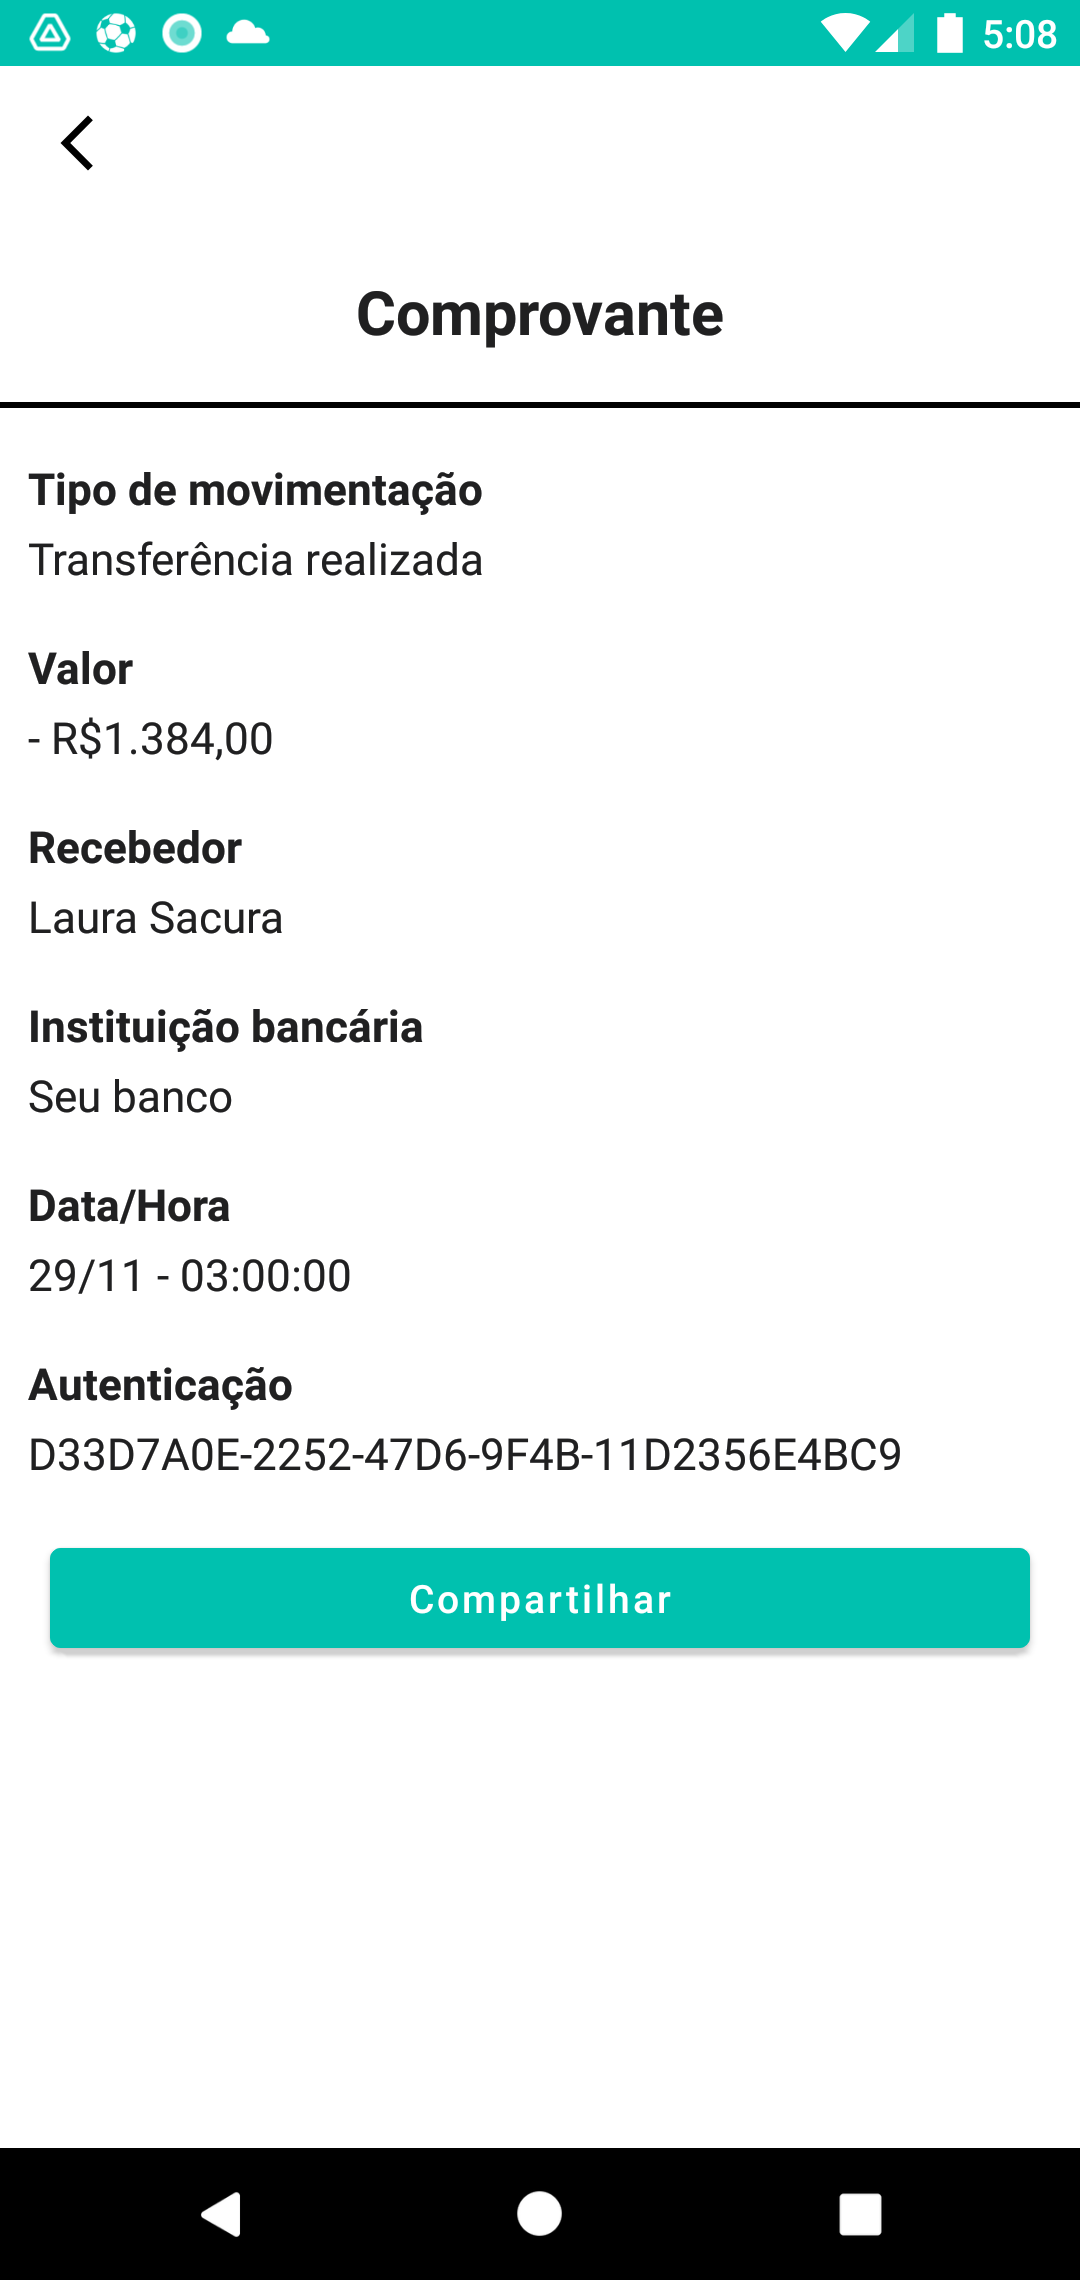 5:08
Comprovante
Tipo de movimentação
Transferência realizada
Valor
- R$1.384,00
Recebedor
Laura Sacura
Instituição bancária
Seu banco
Data/Hora
29/11 - 03:00:00
Autenticação
D33D7A0E-2252-47D6-9F4B-11D2356E4BC9
Compartilhar